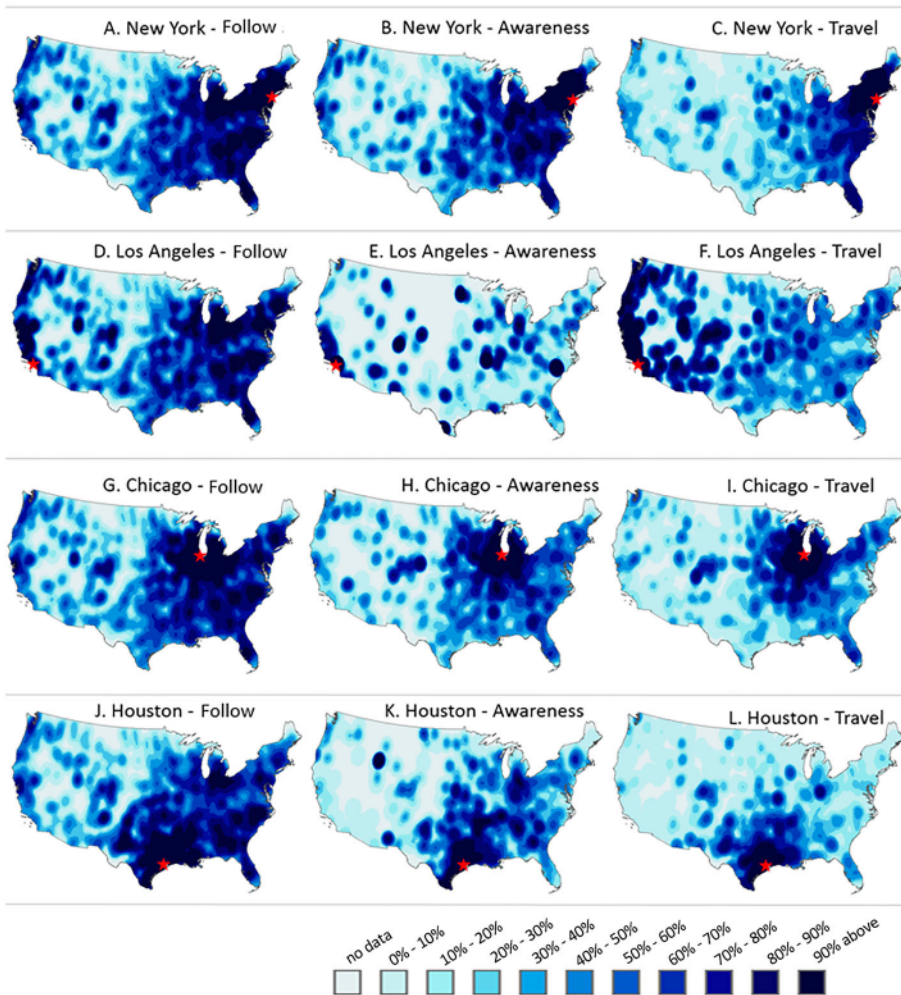 A. New York - Follow
B. New York - Awareness
C. New York - Travel
D. Los Angeles - Follow
E. Los Angeles - Awareness
F. Los Angeles - Travel
G. Chicago - Follow
H. Chicago - Awareness
I. Chicago - Travel
J. Houston - Follow
K. Houston - Awareness
L. Houston - Travel
no data
0% - 10%
10% - 20%
20% - 30%
30% - 40%
40% - 50%
50% - 60%
60% - 70%
70% - 80%
80% - 90%
90% above